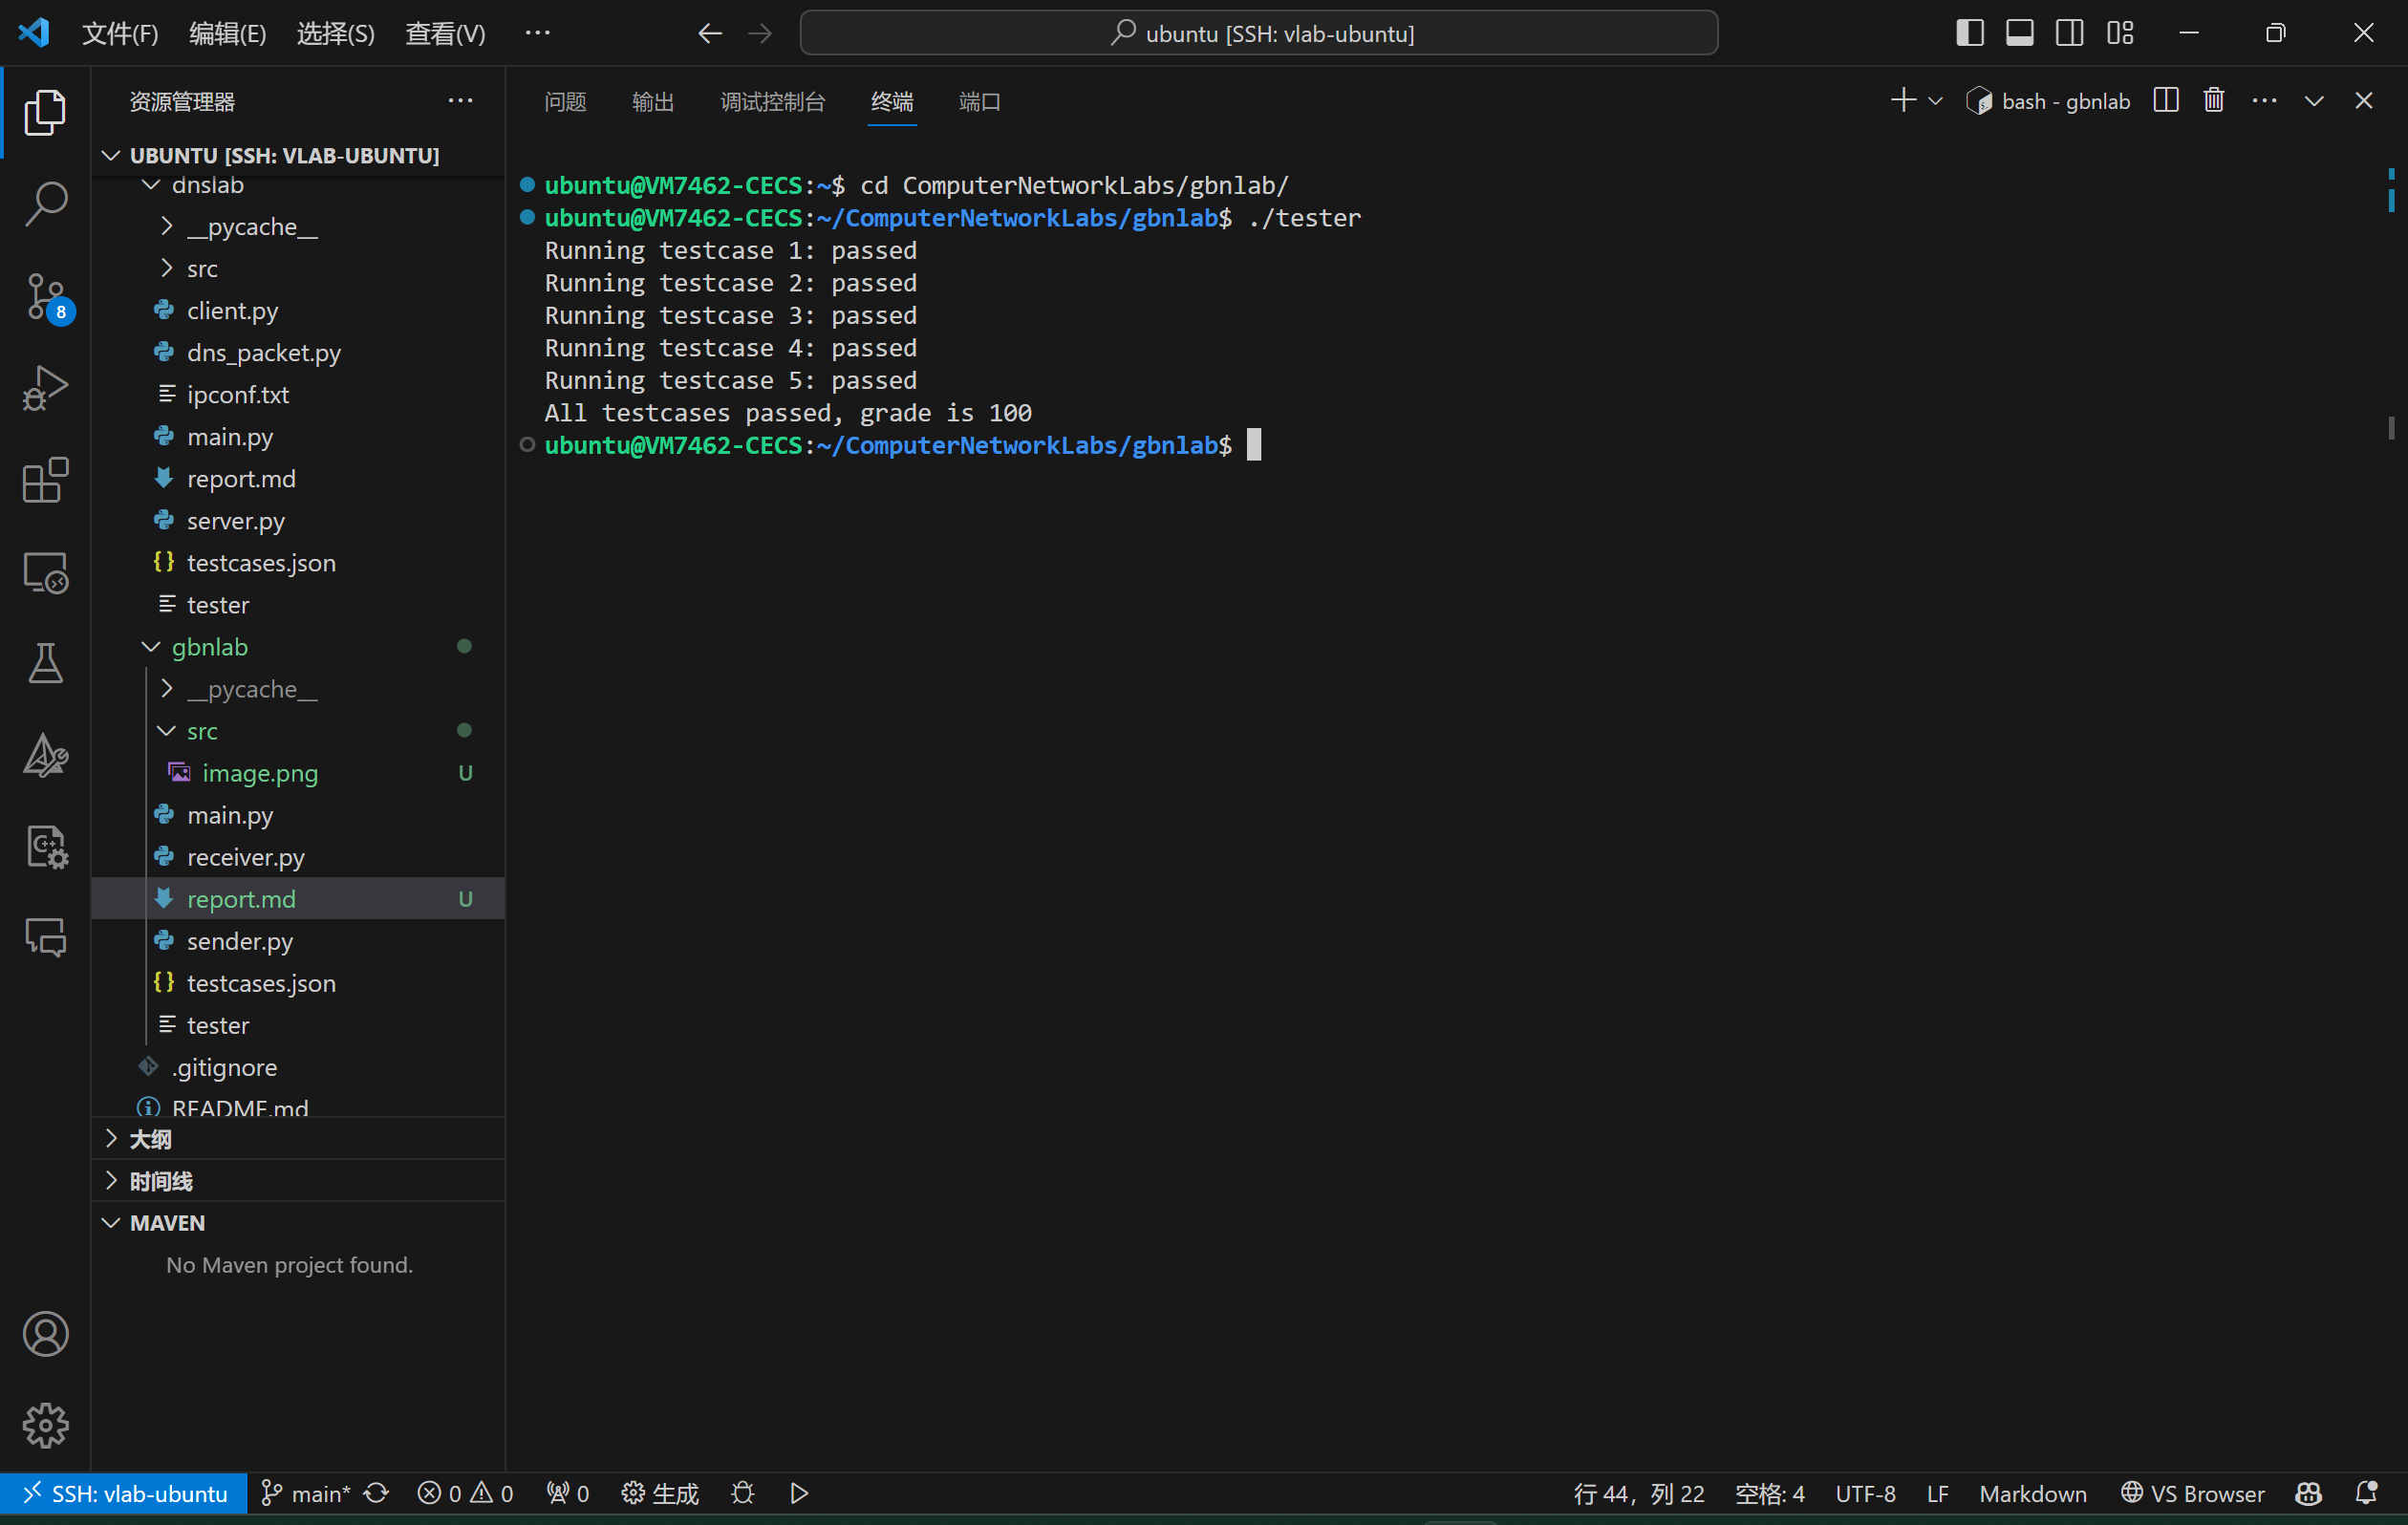 文件(F) 编辑(E) 选择(S) 查看(V) ··· ubuntu [SSH: vlab-ubuntu]
资源管理器 ···
UBUNTU [SSH: VLAB-UBUNTU]
dnslab
__pycache__
src
client.py
dns_packet.py
ipconf.txt
main.py
report.md
server.py
testcases.json
tester
gbnlab
__pycache__
src
image.png U
main.py
receiver.py
report.md U
sender.py
testcases.json
tester
.gitignore
README.md
大纲
时间线
MAVEN
No Maven project found.
8
问题 输出 调试控制台 终端 端口 bash - gbnlab
ubuntu@VM7462-CECS:~$ cd ComputerNetworkLabs/gbnlab/
ubuntu@VM7462-CECS:~/ComputerNetworkLabs/gbnlab$ ./tester
Running testcase 1: passed
Running testcase 2: passed
Running testcase 3: passed
Running testcase 4: passed
Running testcase 5: passed
All testcases passed, grade is 100
ubuntu@VM7462-CECS:~/ComputerNetworkLabs/gbnlab$
SSH: vlab-ubuntu main* 0 0 0 生成 行 44，列 22 空格: 4 UTF-8 LF Markdown VS Browser